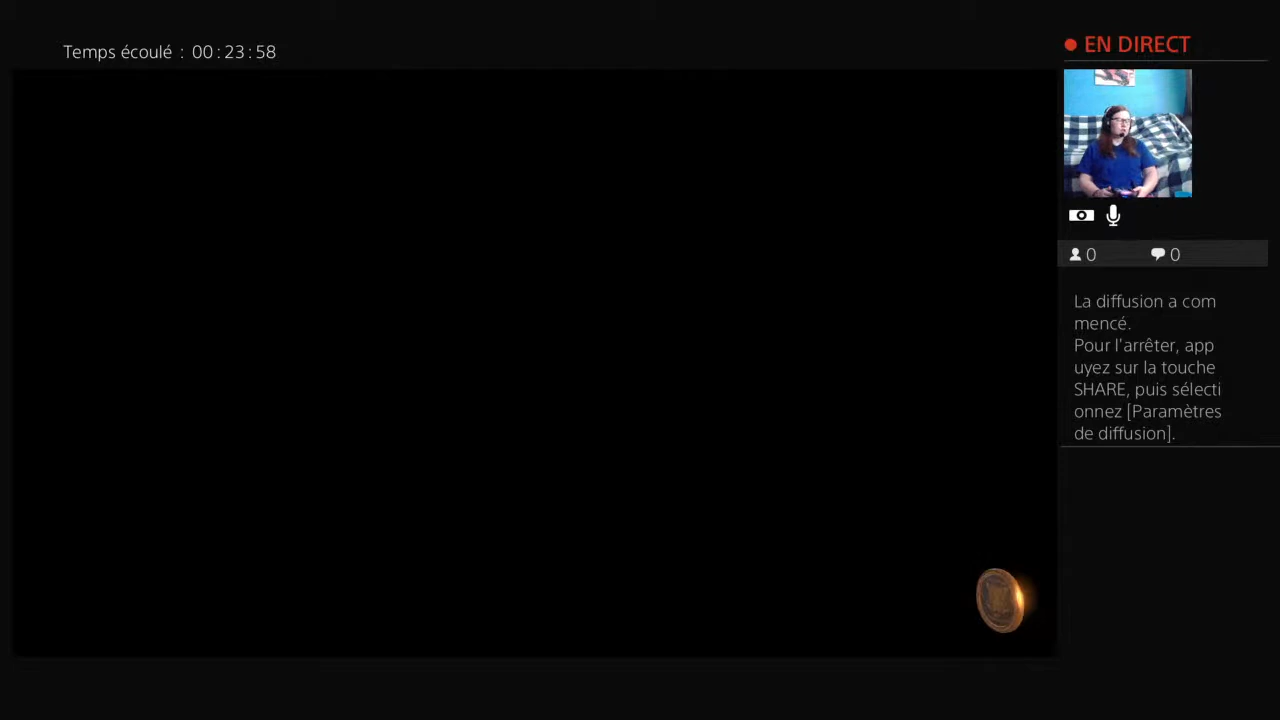 Temps écoulé : 00:23:58
EN DIRECT
0 0
La diffusion a com
mencé.
Pour l'arrêter, app
uyez sur la touche
SHARE, puis sélecti
onnez [Paramètres
de diffusion].